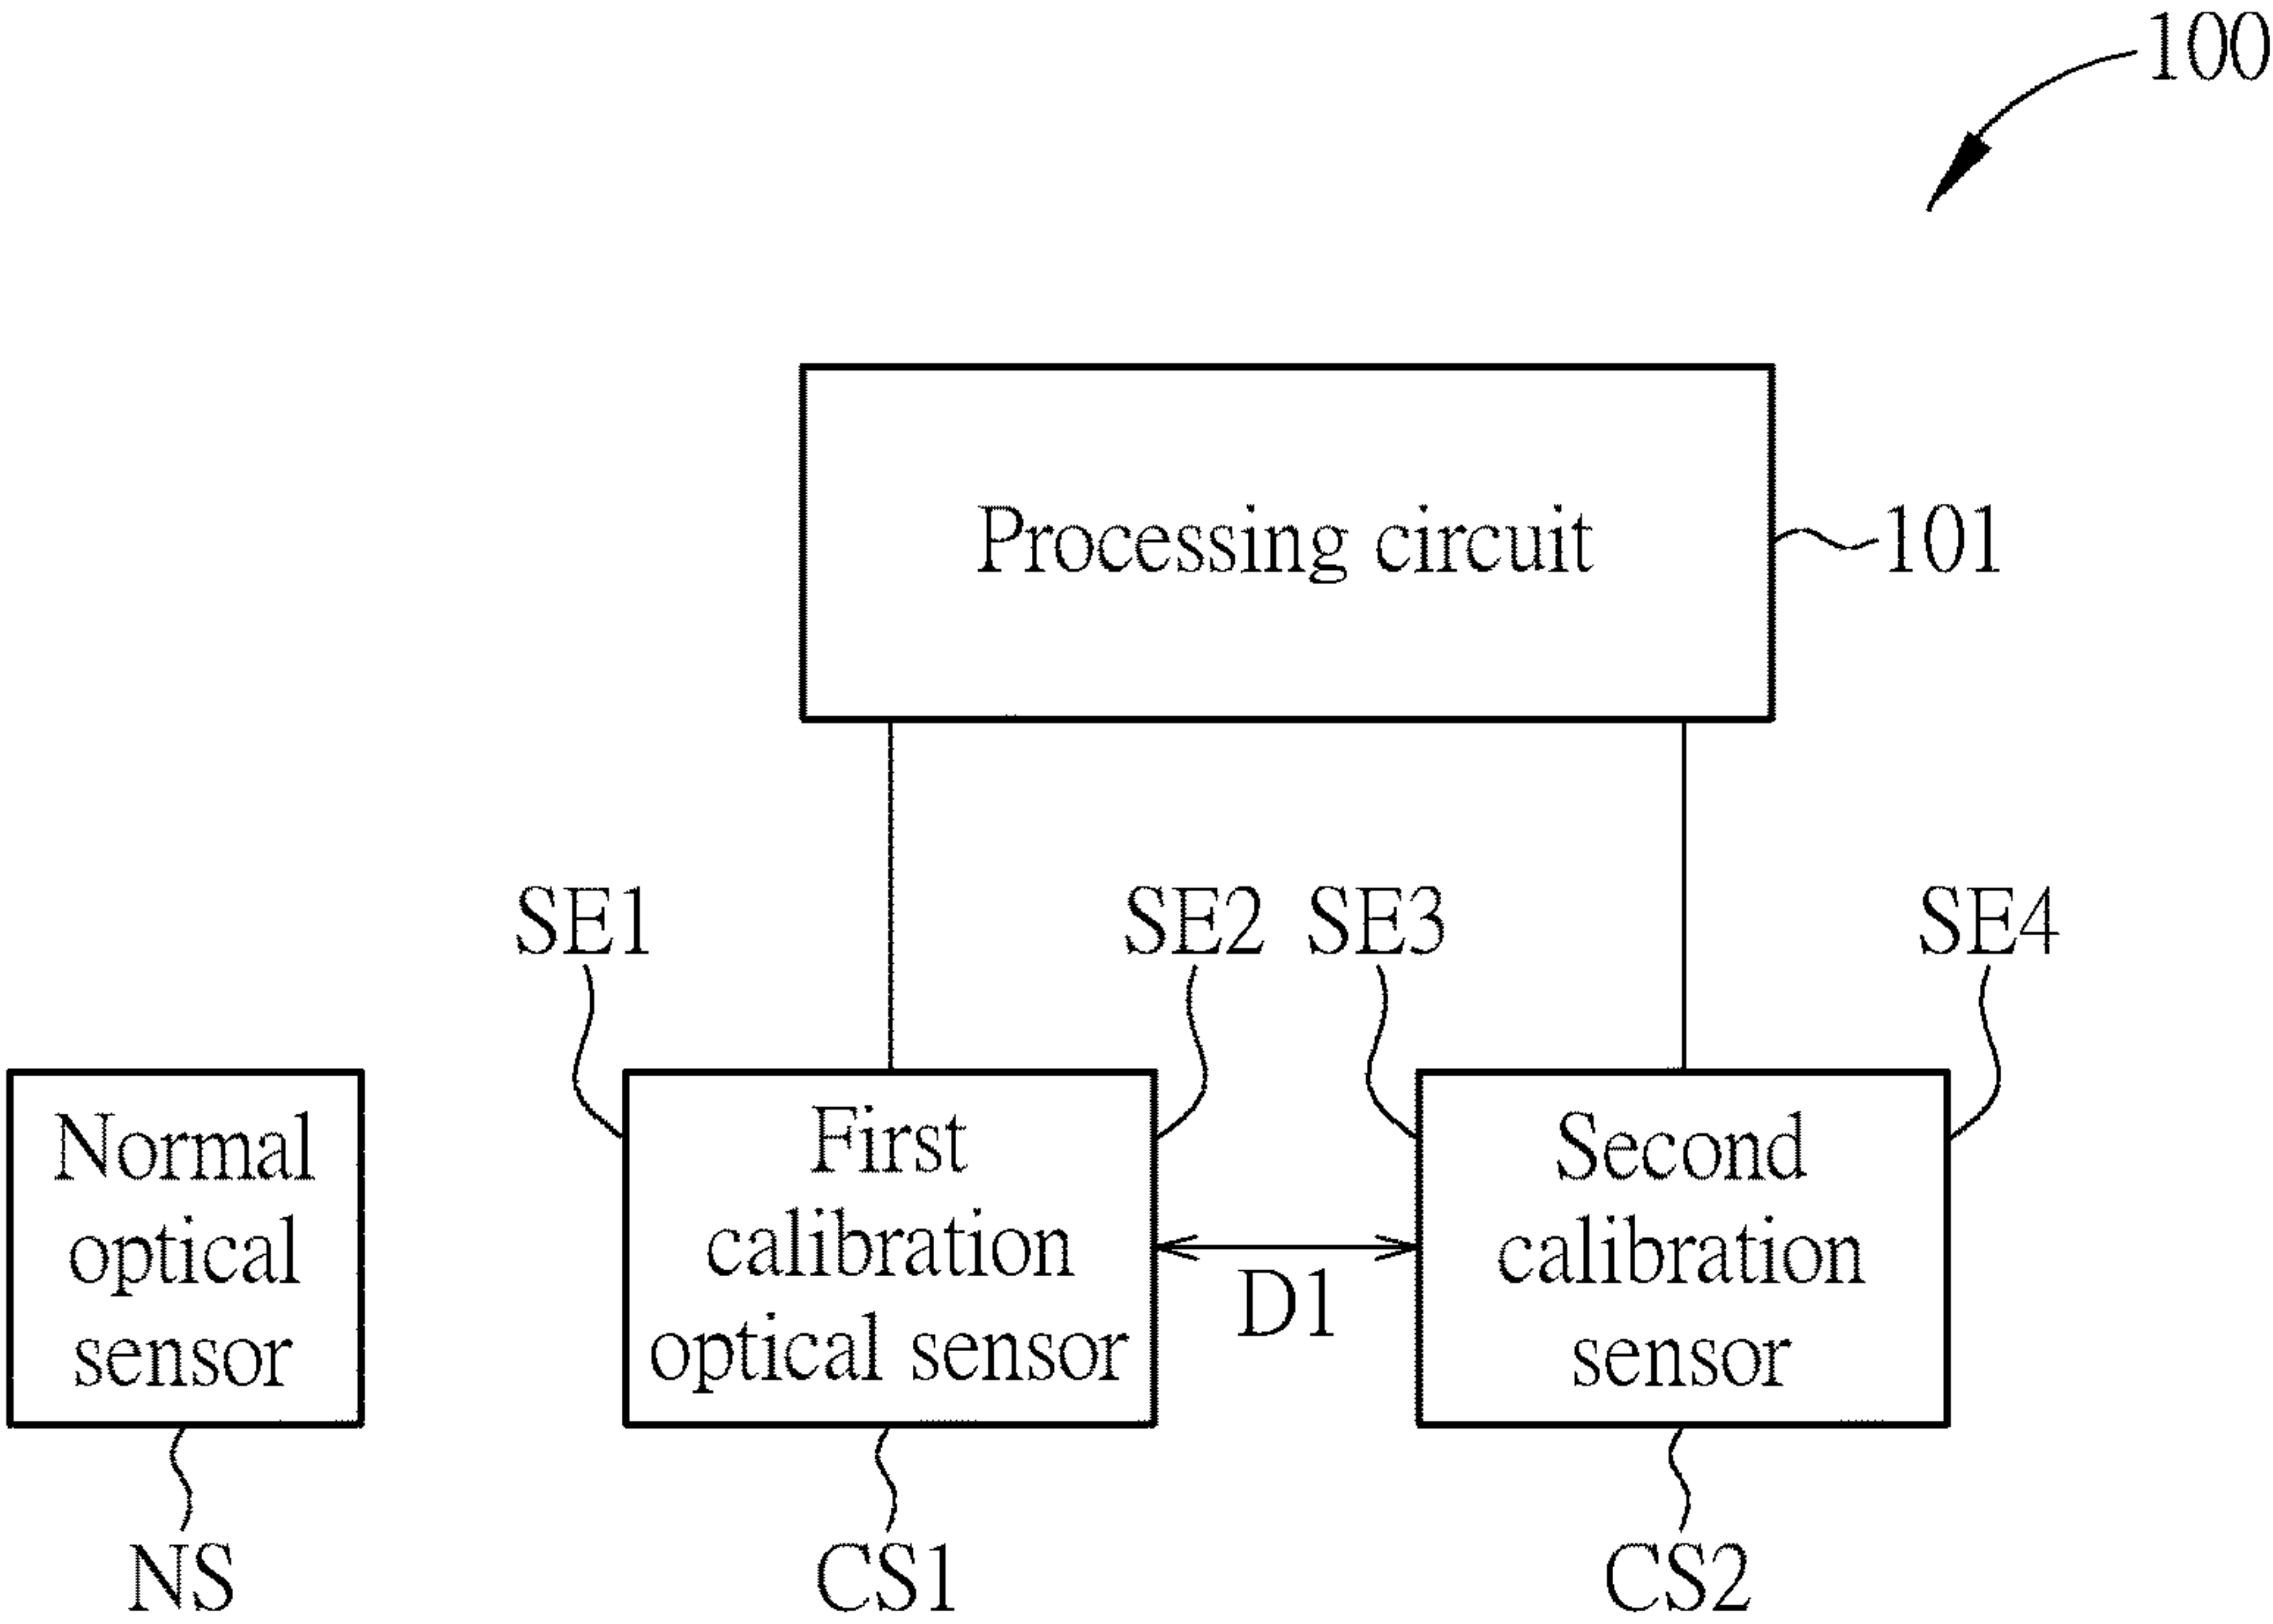 100
Processing circuit
101
SE1
SE2
SE3
SE4
Normal
optical
sensor
First
calibration
optical sensor
D1
Second
calibration
sensor
NS
CS1
CS2